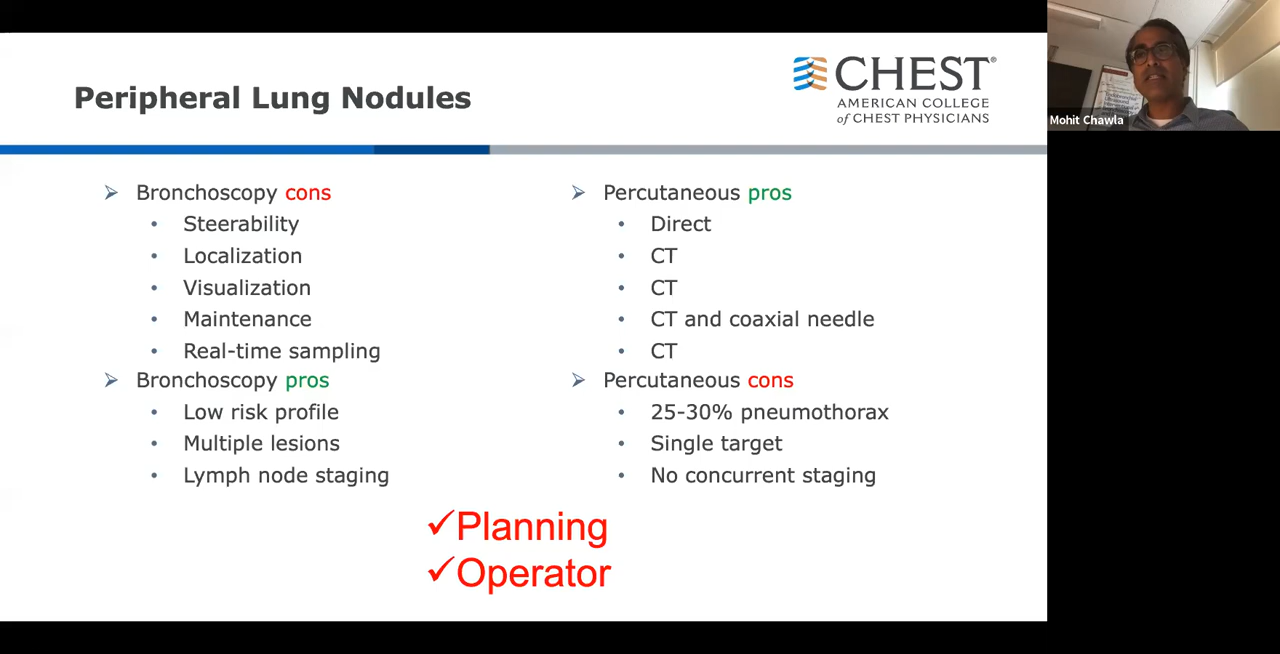 Peripheral Lung Nodules
CHEST®
AMERICAN COLLEGE
of CHEST PHYSICIANS
Mohit Chawla
Bronchoscopy cons
Steerability
Localization
Visualization
Maintenance
Real-time sampling
Bronchoscopy pros
Low risk profile
Multiple lesions
Lymph node staging
Percutaneous pros
Direct
CT
CT
CT and coaxial needle
CT
Percutaneous cons
25-30% pneumothorax
Single target
No concurrent staging
✓Planning
✓Operator